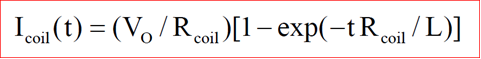 I_coil(t) = (V_O / R_coil)[1 − exp(−t R_coil / L)]